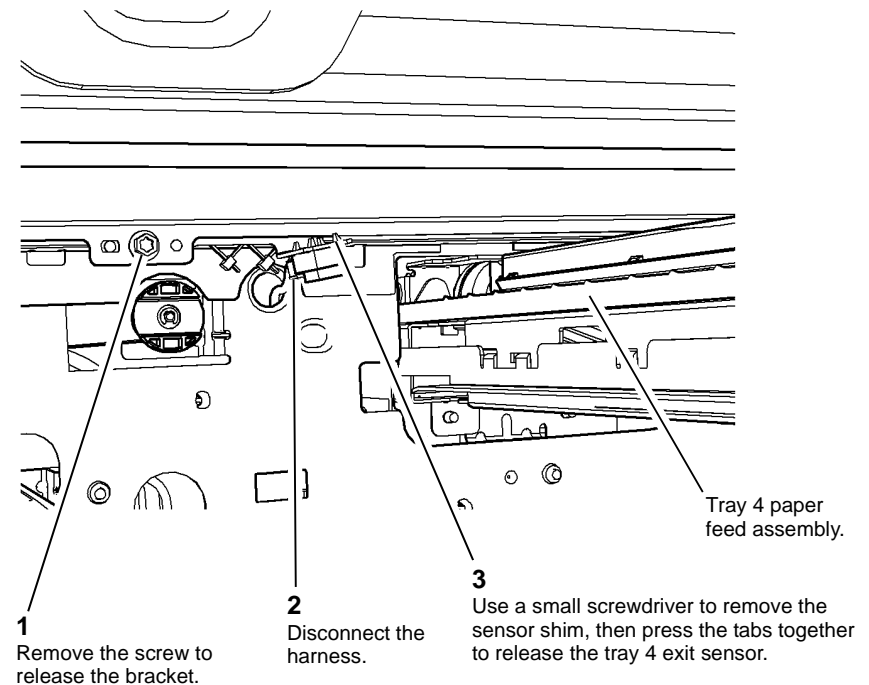 Tray 4 paper
feed assembly.
1
Remove the screw to
release the bracket.
2
Disconnect the
harness.
3
Use a small screwdriver to remove the
sensor shim, then press the tabs together
to release the tray 4 exit sensor.